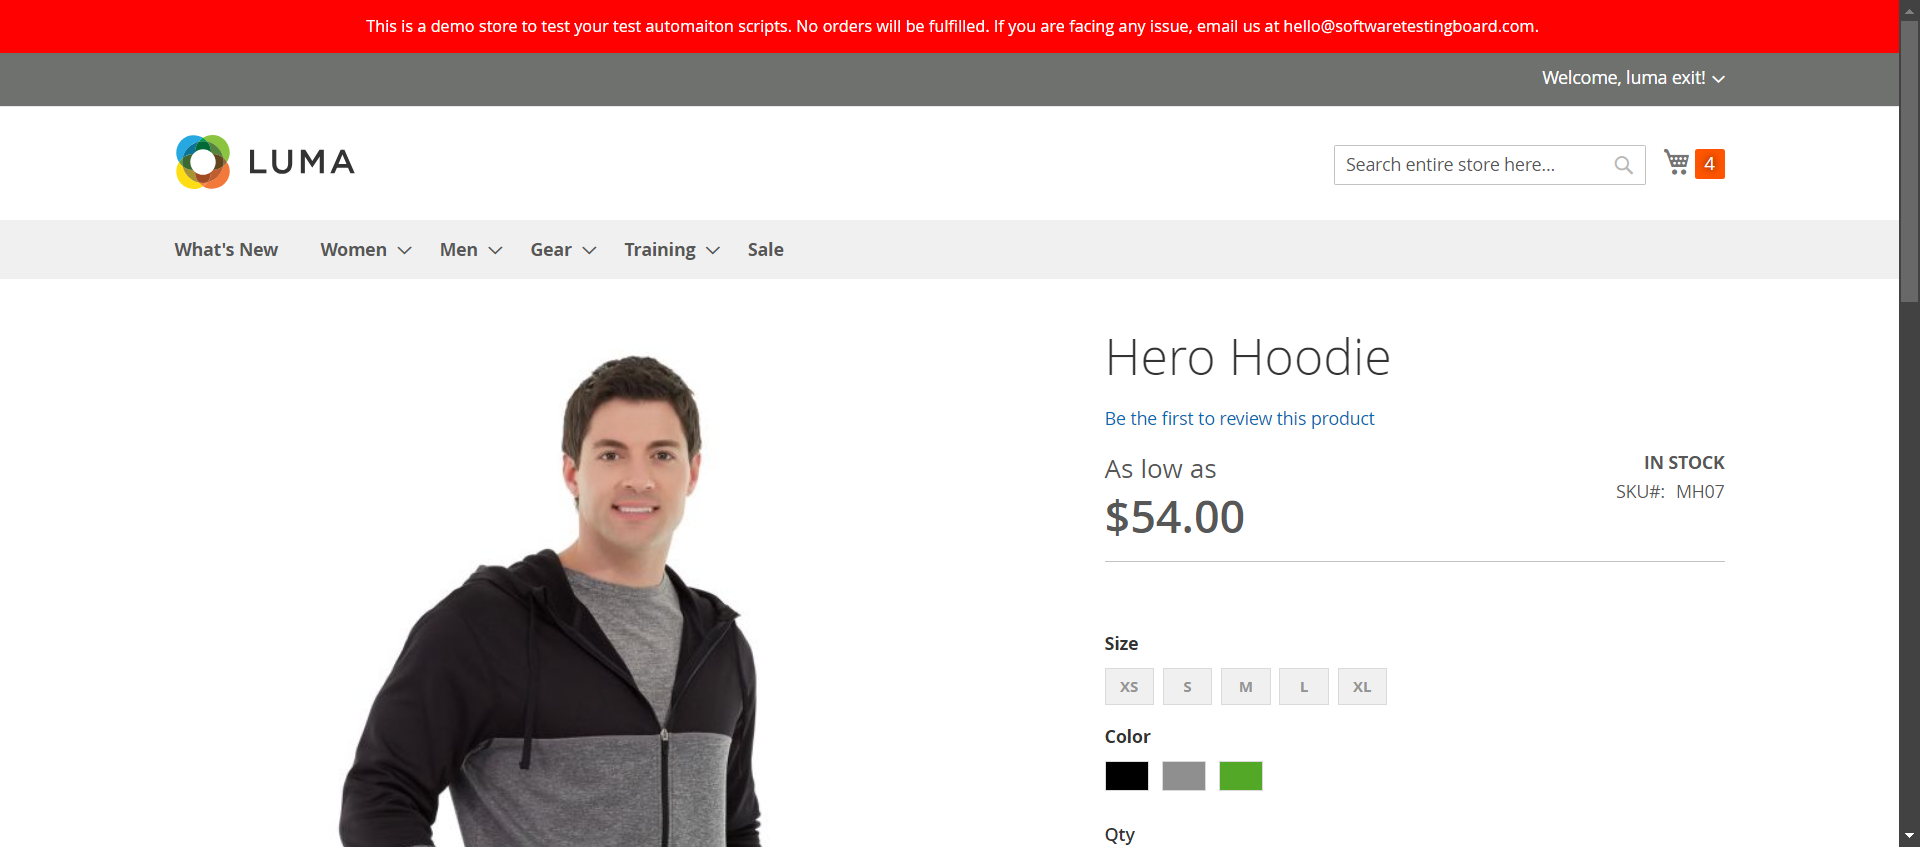 This is a demo store to test your test automaiton scripts. No orders will be fulfilled. If you are facing any issue, email us at hello@softwaretestingboard.com.
Welcome, luma exit!
LUMA
Search entire store here...
4
What's New Women Men Gear Training Sale
Hero Hoodie
Be the first to review this product
As low as
IN STOCK
$54.00
SKU#: MH07
Size
XS S M L XL
Color
Qty